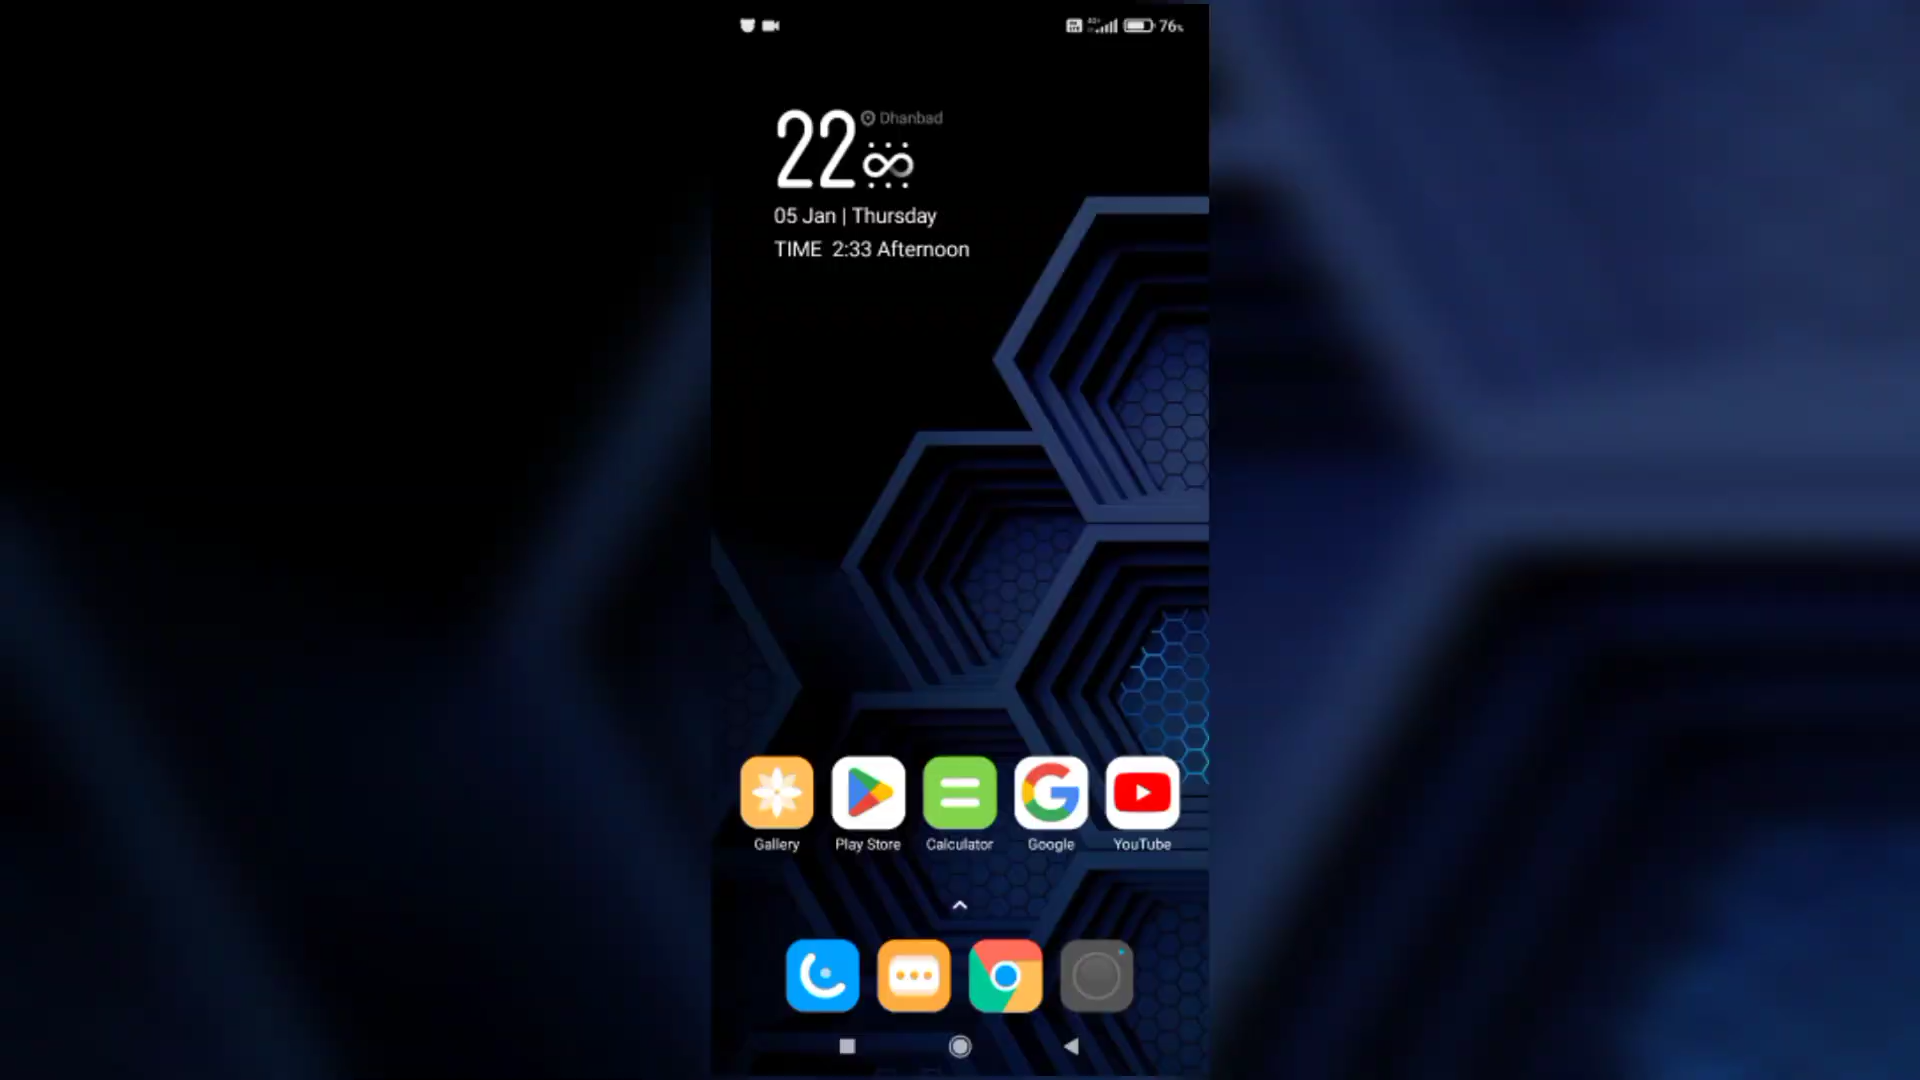 76%
22 Dhanbad
05 Jan | Thursday
TIME 2:33 Afternoon
Gallery Play Store Calculator Google YouTube